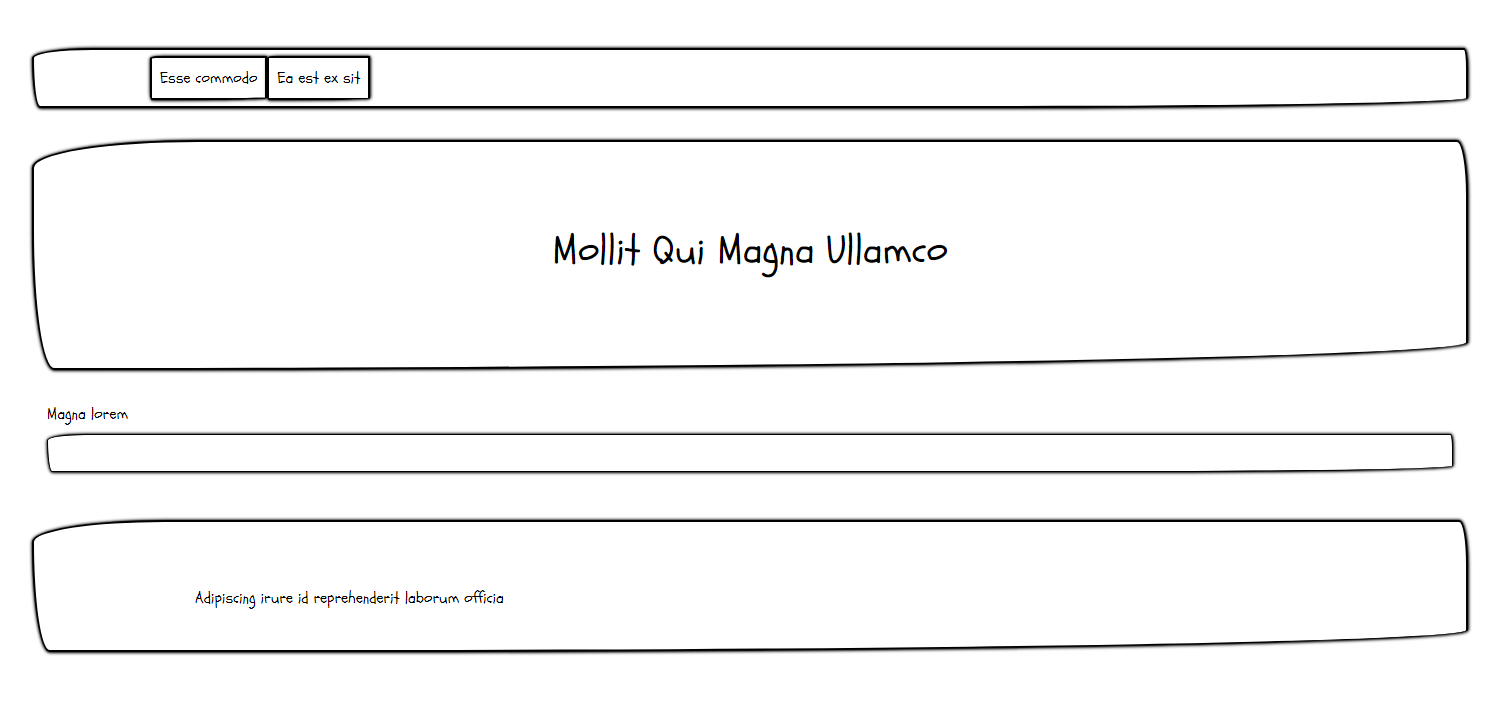 Esse commodo Ea est ex sit
Mollit Qui Magna Ullamco
Magna lorem
Adipiscing irure id reprehenderit laborum officia